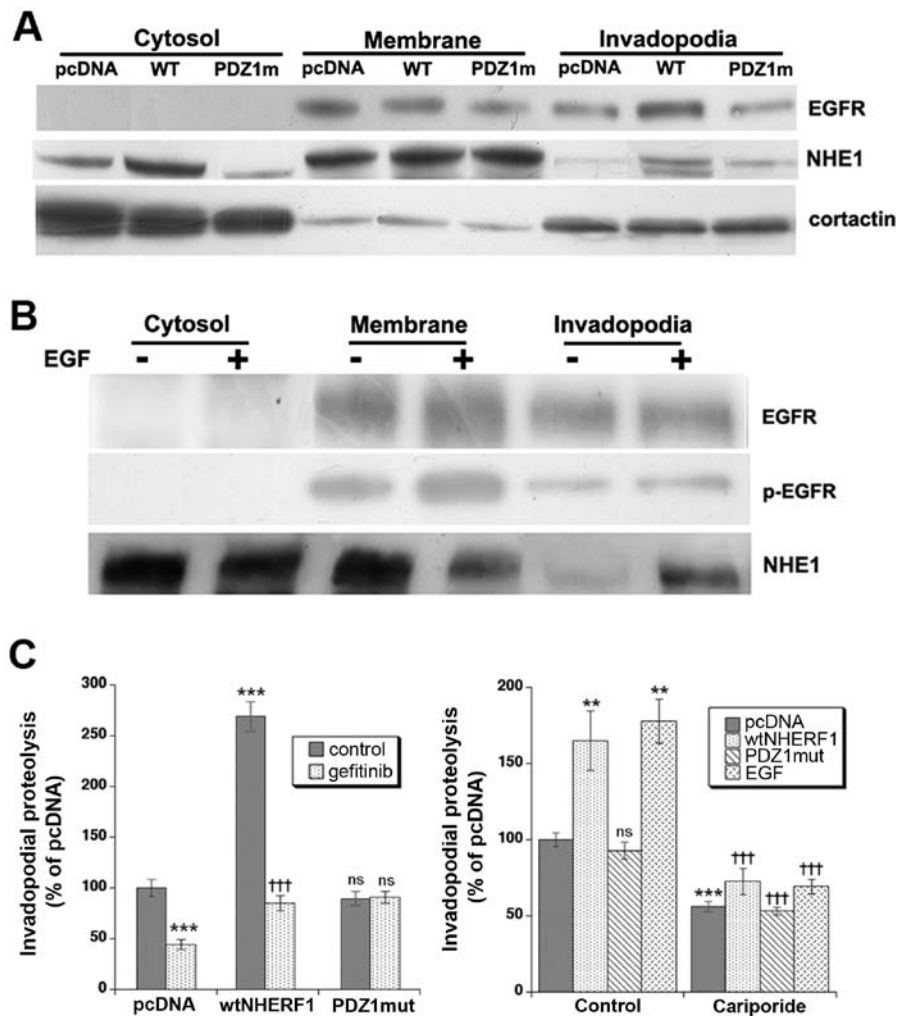 A
Cytosol Membrane Invadopodia
pcDNA WT PDZ1m pcDNA WT PDZ1m pcDNA WT PDZ1m
EGFR
NHE1
cortactin
B
Cytosol Membrane Invadopodia
EGF - + - + - +
EGFR
p-EGFR
NHE1
C
Invadopodial proteolysis
(% of pcDNA)
300
250
200
150
100
50
0
***
***
†††
ns ns
control
gefitinib
pcDNA wtNHERF1 PDZ1mut
Invadopodial proteolysis
(% of pcDNA)
200
150
100
50
0
** **
ns
***
††† ††† †††
pcDNA
wtNHERF1
PDZ1mut
EGF
Control Cariporide